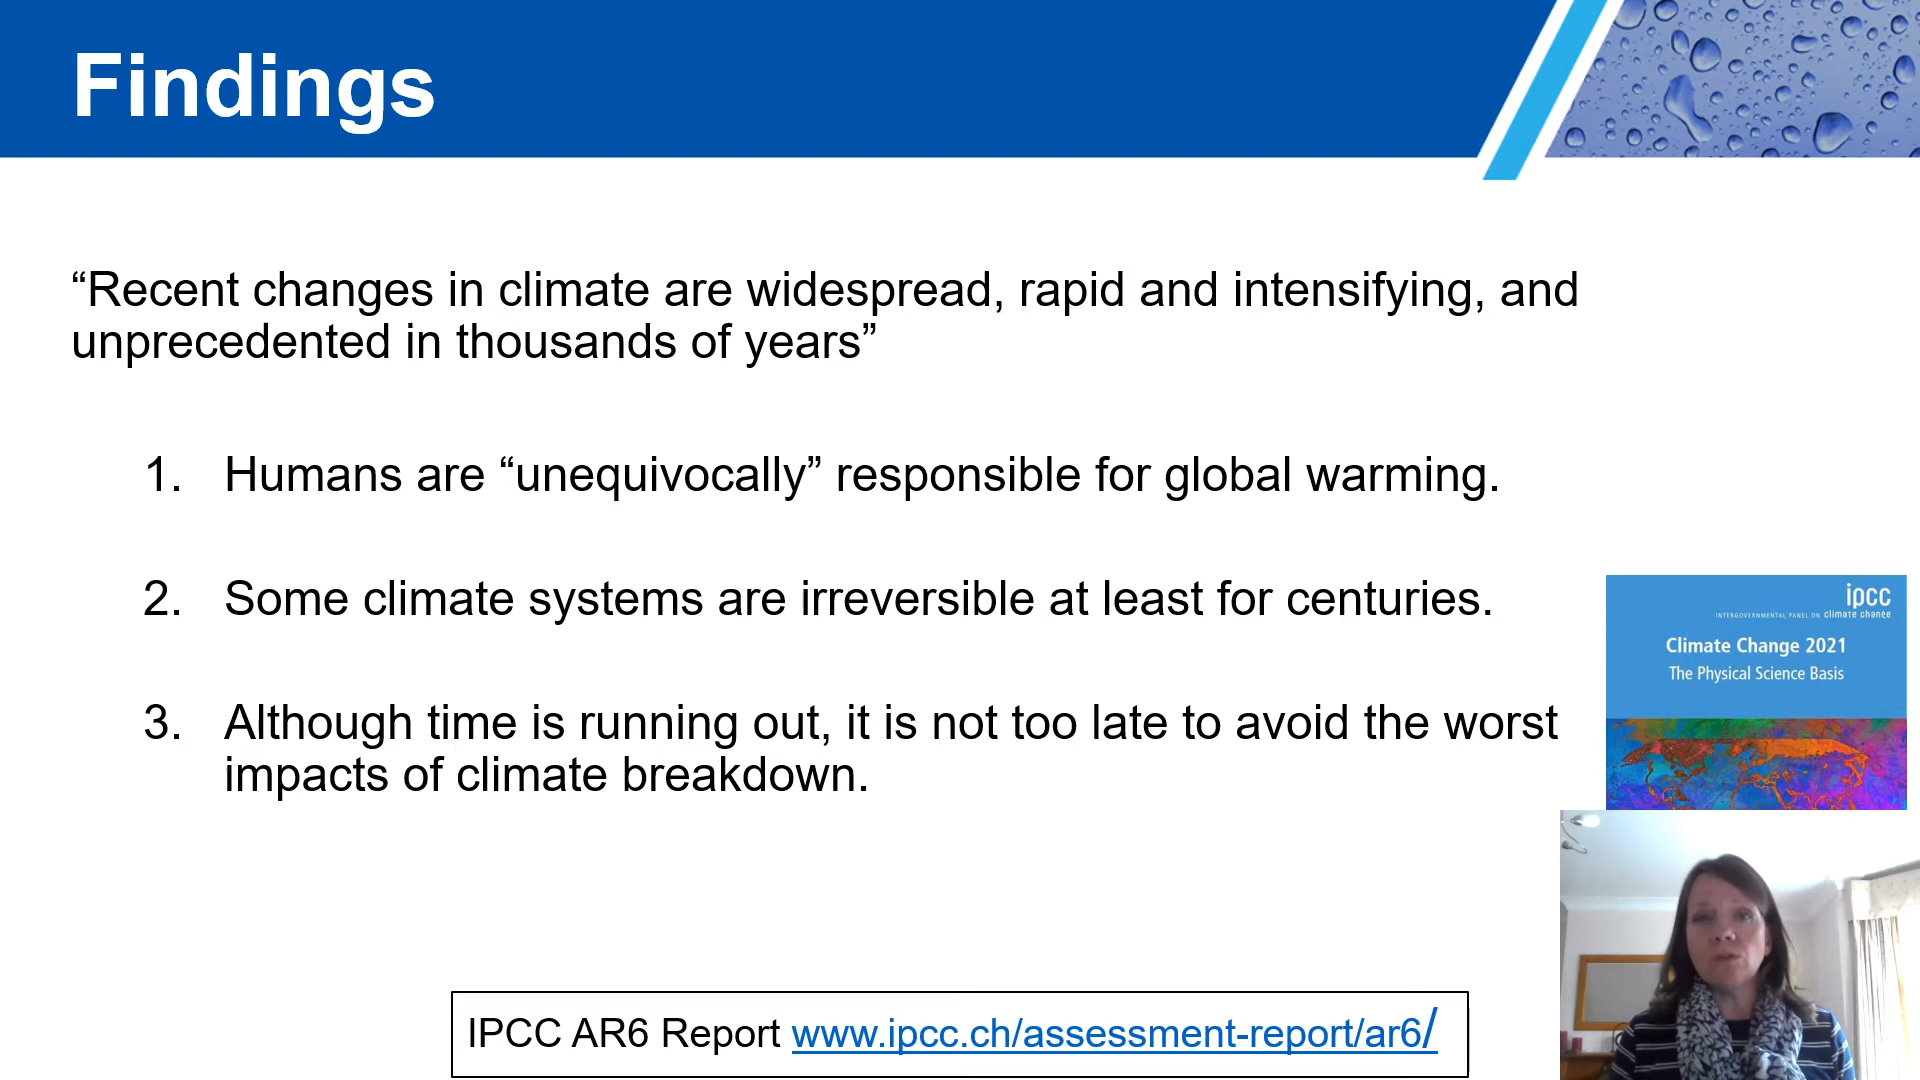 Findings
“Recent changes in climate are widespread, rapid and intensifying, and
unprecedented in thousands of years”
1. Humans are “unequivocally” responsible for global warming.
2. Some climate systems are irreversible at least for centuries.
3. Although time is running out, it is not too late to avoid the worst
impacts of climate breakdown.
ipcc
INTERGOVERNMENTAL PANEL ON climate change
Climate Change 2021
The Physical Science Basis
IPCC AR6 Report www.ipcc.ch/assessment-report/ar6/